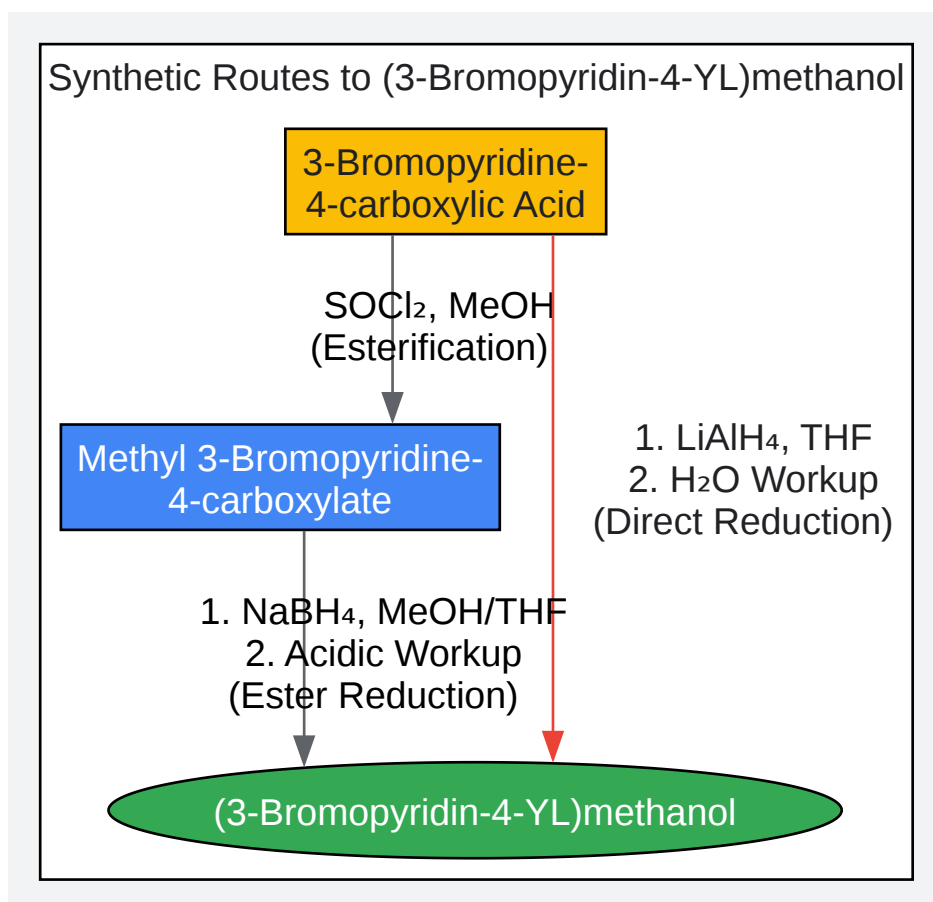 Synthetic Routes to (3-Bromopyridin-4-YL)methanol
3-Bromopyridine-
4-carboxylic Acid
SOCl₂, MeOH
(Esterification)
Methyl 3-Bromopyridine-
4-carboxylate
1. LiAlH₄, THF
2. H₂O Workup
(Direct Reduction)
1. NaBH₄, MeOH/THF
2. Acidic Workup
(Ester Reduction)
(3-Bromopyridin-4-YL)methanol